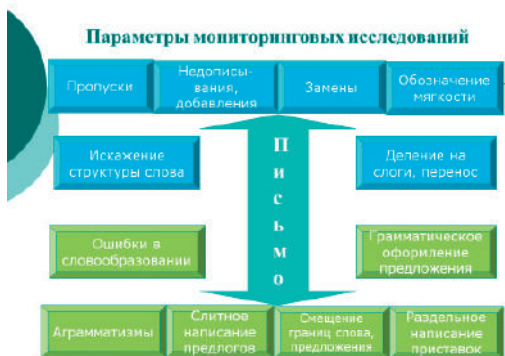 Параметры мониторинговых исследований
Пропуски
Недописы-
вания,
добавления
Замены
Обозначение
мягкости
Искажение
структуры слова
Письмо
Деление на
слоги, перенос
Ошибки в
словообразовании
Грамматическое
оформление
предложения
Аграмматизмы
Слитное
написание
предлогов
Смещение
границ слова,
предложения
Раздельное
написание
приставок